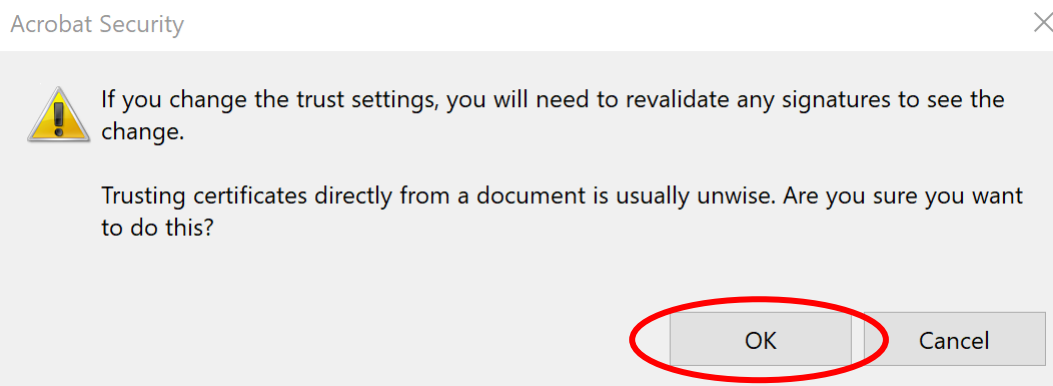 Acrobat Security
If you change the trust settings, you will need to revalidate any signatures to see the
change.
Trusting certificates directly from a document is usually unwise. Are you sure you want
to do this?
OK
Cancel